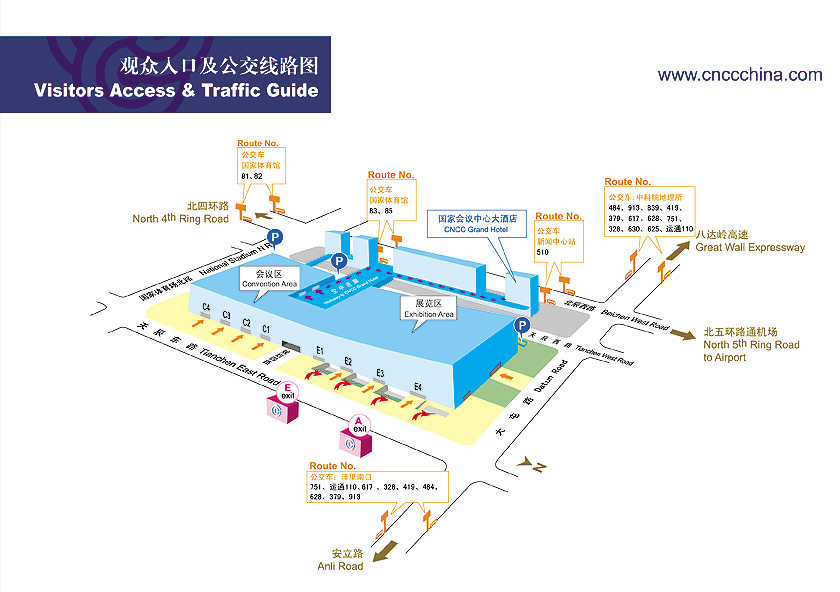 观众入口及公交线路图
Visitors Access & Traffic Guide
www.cncchina.com
Route No.
公交车
国家体育馆
81、82
北四环路
North 4th Ring Road
Route No.
公交车
国家体育馆
83、85
国家会议中心大酒店
CNCC Grand Hotel
Route No.
公交车
新闻中心站
510
Route No.
公交车:中科院地理所
484、913、839、419、
379、617、628、751、
328、630、625、运通110
八达岭高速
Great Wall Expressway
P
P
P
国家体育场北路 National Stadium N R
会议区
Convention Area
展览区
Exhibition Area
C4
C3
C2
C1
E1
E2
E3
E4
北辰西路 Beichen West Road
北五环路通机场
North 5th Ring Road
to Airport
天辰西路 Tianchen West Road
天辰东路 Tianchen East Road
大屯路 Datun Road
E
exit
A
exit
N
Route No.
公交车:洼里南口
751、运通110、617 、328、419、484、
628、379、913
安立路
Anli Road